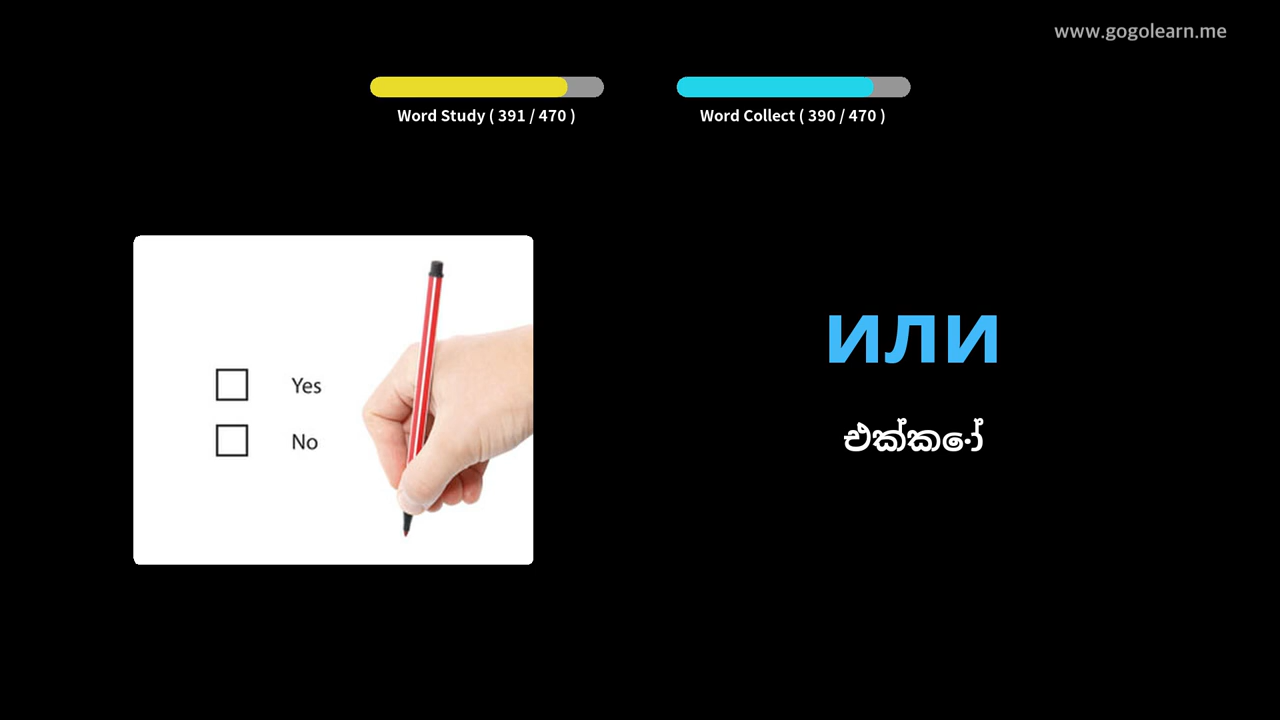 www.gogolearn.me
Word Study ( 391 / 470 )
Word Collect ( 390 / 470 )
Yes
No
или
එක්කෝ